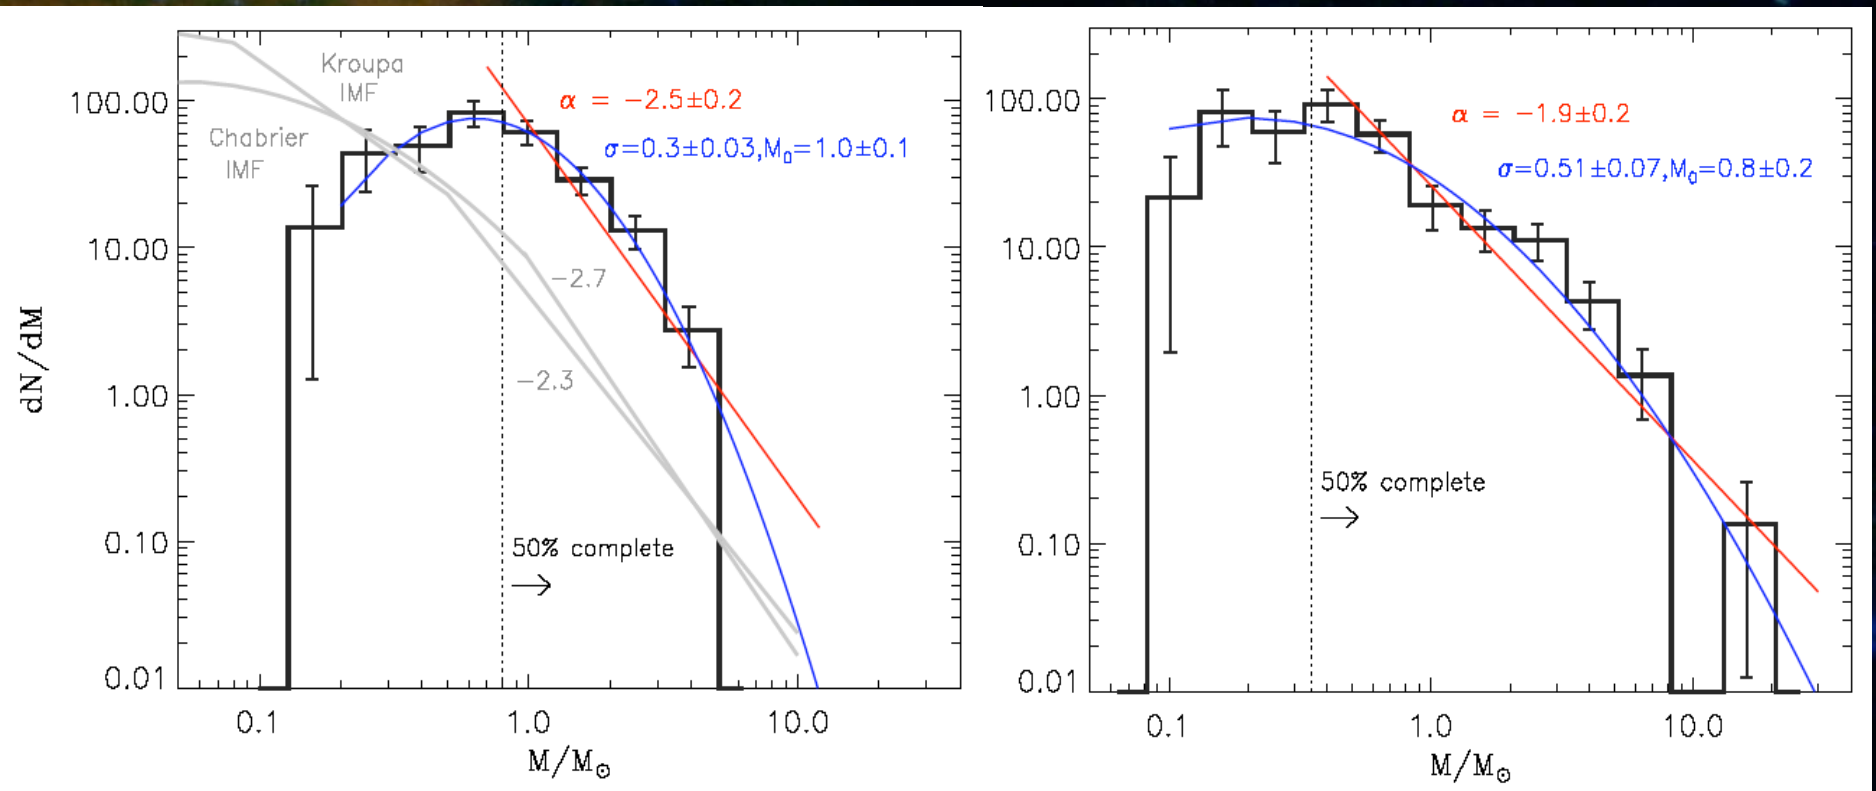 Kroupa
IMF
Chabrier
IMF
α = −2.5±0.2
σ=0.3±0.03,M₀=1.0±0.1
−2.7
−2.3
50% complete
→
100.00
10.00
1.00
0.10
0.01
dN/dM
0.1 1.0 10.0
M/M☉
α = −1.9±0.2
σ=0.51±0.07,M₀=0.8±0.2
50% complete
→
100.00
10.00
1.00
0.10
0.01
0.1 1.0 10.0
M/M☉